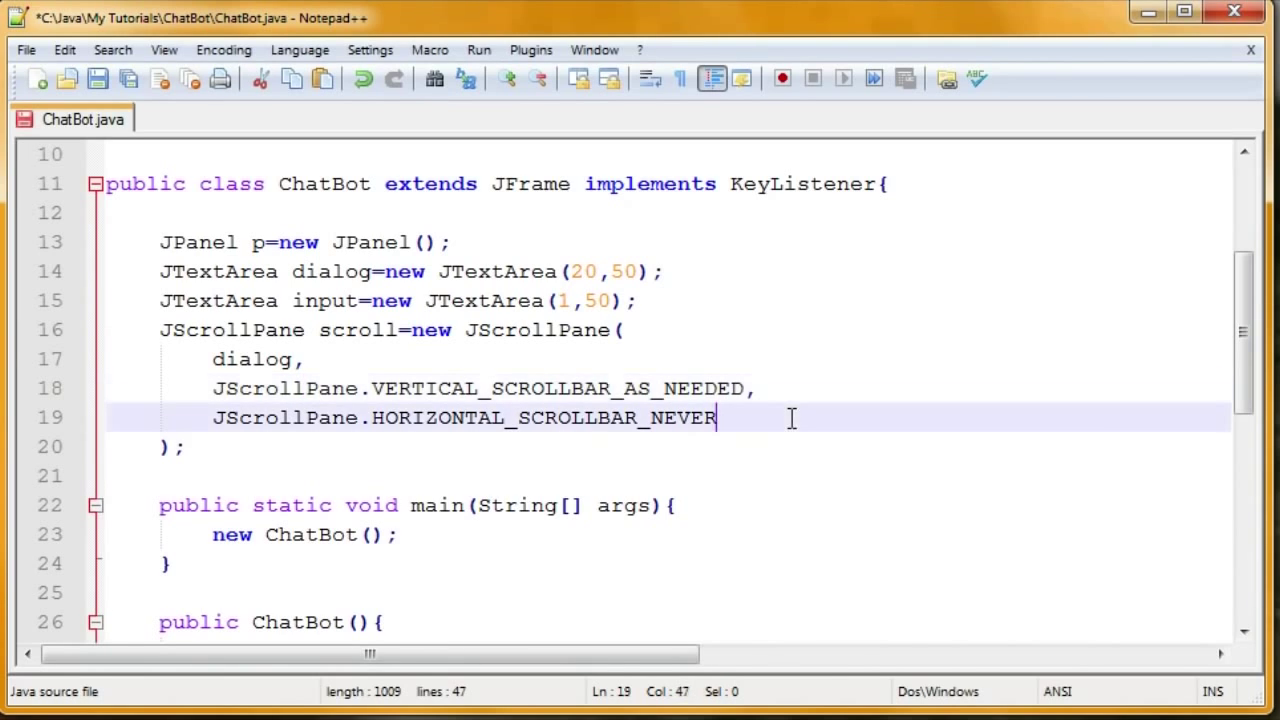 *C:\Java\My Tutorials\ChatBot\ChatBot.java - Notepad++
File Edit Search View Encoding Language Settings Macro Run Plugins Window ? X
ABC
ChatBot.java
10
11 public class ChatBot extends JFrame implements KeyListener{
12
13 JPanel p=new JPanel();
14 JTextArea dialog=new JTextArea(20,50);
15 JTextArea input=new JTextArea(1,50);
16 JScrollPane scroll=new JScrollPane(
17 dialog,
18 JScrollPane.VERTICAL_SCROLLBAR_AS_NEEDED,
19 JScrollPane.HORIZONTAL_SCROLLBAR_NEVER
20 );
21
22 public static void main(String[] args){
23 new ChatBot();
24 }
25
26 public ChatBot(){
Java source file length : 1009 lines : 47 Ln : 19 Col : 47 Sel : 0 Dos\Windows ANSI INS